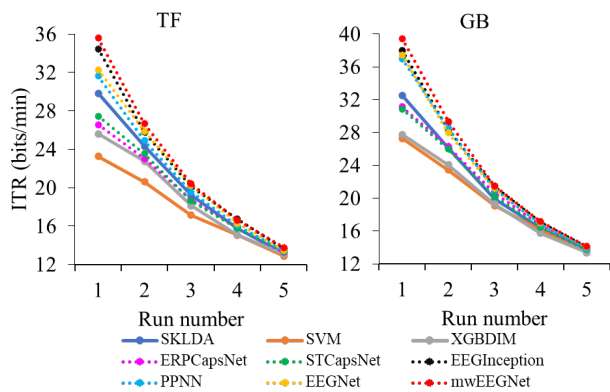 TF
GB
ITR (bits/min)
36
32
28
24
20
16
12
1 2 3 4 5
Run number
40
36
32
28
24
20
16
12
1 2 3 4 5
Run number
SKLDA SVM XGBDIM
ERPCapsNet STCapsNet EEGInception
PPNN EEGNet mwEEGNet